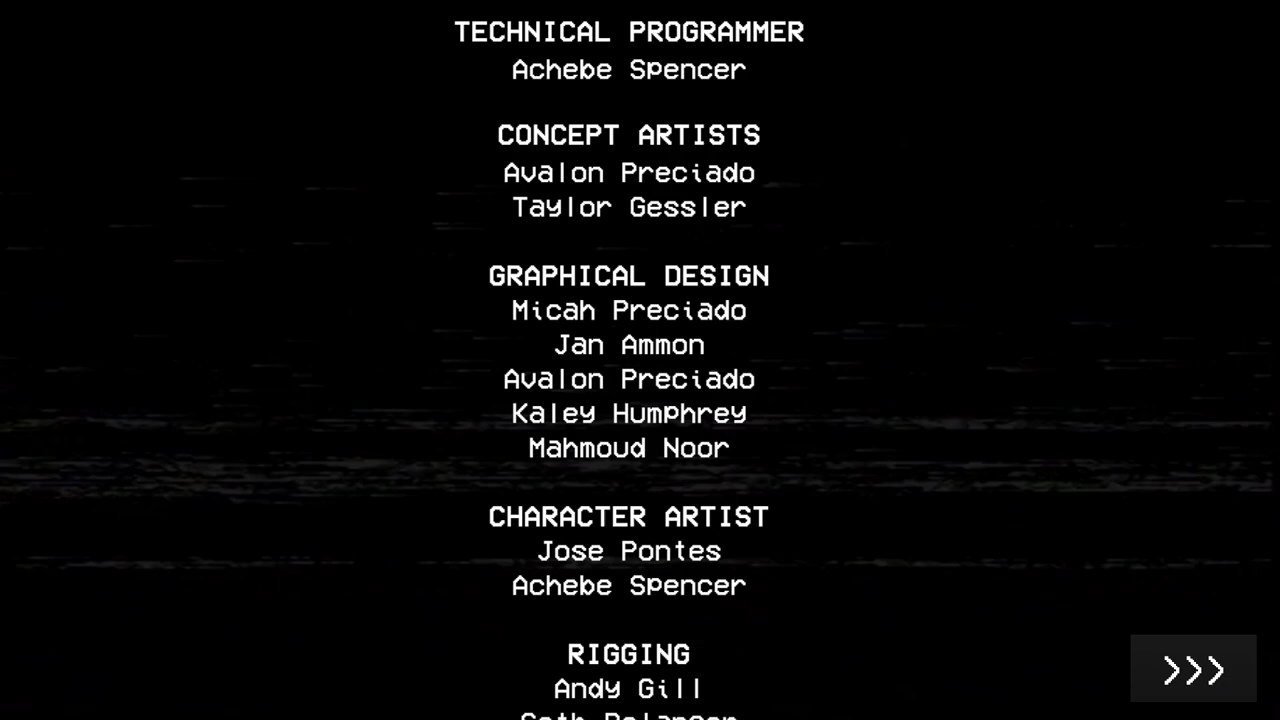 TECHNICAL PROGRAMMER
Achebe Spencer
CONCEPT ARTISTS
Avalon Preciado
Taylor Gessler
GRAPHICAL DESIGN
Micah Preciado
Jan Ammon
Avalon Preciado
Kaley Humphrey
Mahmoud Noor
CHARACTER ARTIST
Jose Pontes
Achebe Spencer
RIGGING
Andy Gill
>>>